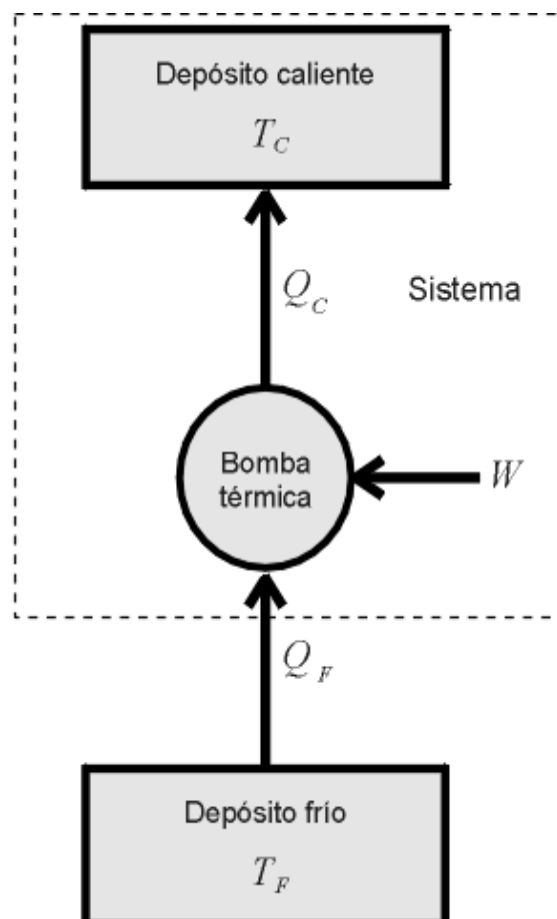 Depósito caliente
T_C
Q_C
Sistema
Bomba
térmica
W
Q_F
Depósito frío
T_F